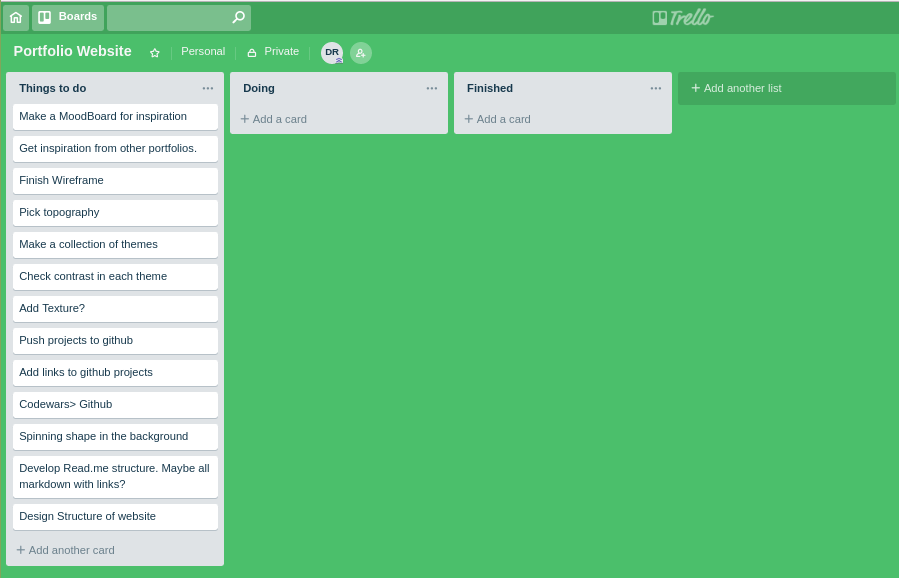 Boards
Trello
Portfolio Website
Personal
Private
DR
Things to do
Make a MoodBoard for inspiration
Get inspiration from other portfolios.
Finish Wireframe
Pick topography
Make a collection of themes
Check contrast in each theme
Add Texture?
Push projects to github
Add links to github projects
Codewars> Github
Spinning shape in the background
Develop Read.me structure. Maybe all
markdown with links?
Design Structure of website
+ Add another card
Doing
+ Add a card
Finished
+ Add a card
+ Add another list